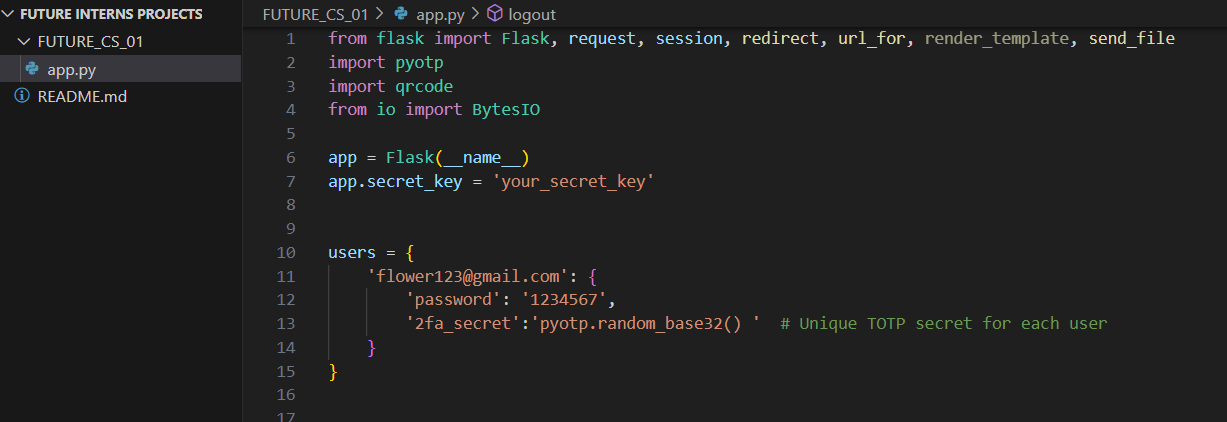 FUTURE INTERNS PROJECTS
FUTURE_CS_01
app.py
README.md
FUTURE_CS_01 > app.py > logout
1 from flask import Flask, request, session, redirect, url_for, render_template, send_file
2 import pyotp
3 import qrcode
4 from io import BytesIO
5
6 app = Flask(__name__)
7 app.secret_key = 'your_secret_key'
8
9
10 users = {
11     'flower123@gmail.com': {
12         'password': '1234567',
13         '2fa_secret':'pyotp.random_base32() '  # Unique TOTP secret for each user
14     }
15 }
16
17